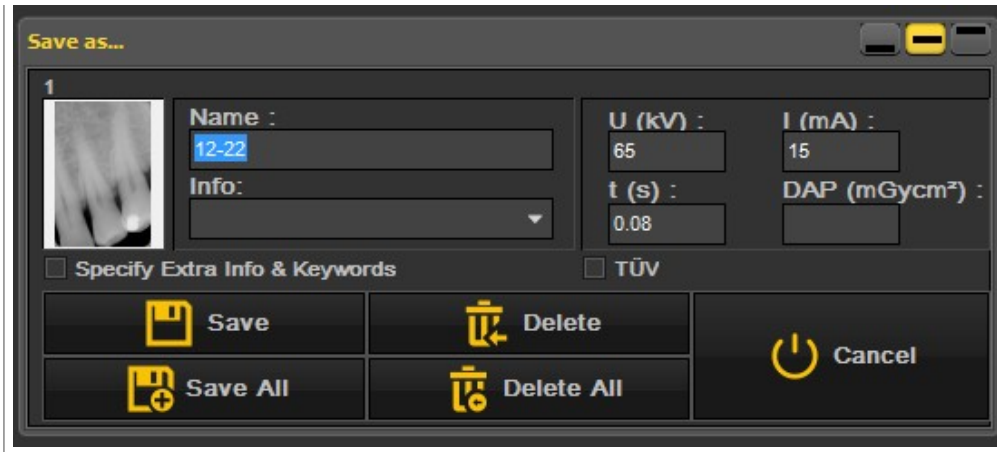 Save as...
1
Name :
12-22
Info:
U (kV) :
65
I (mA) :
15
t (s) :
0.08
DAP (mGycm²) :
Specify Extra Info & Keywords
TÜV
Save
Delete
Cancel
Save All
Delete All